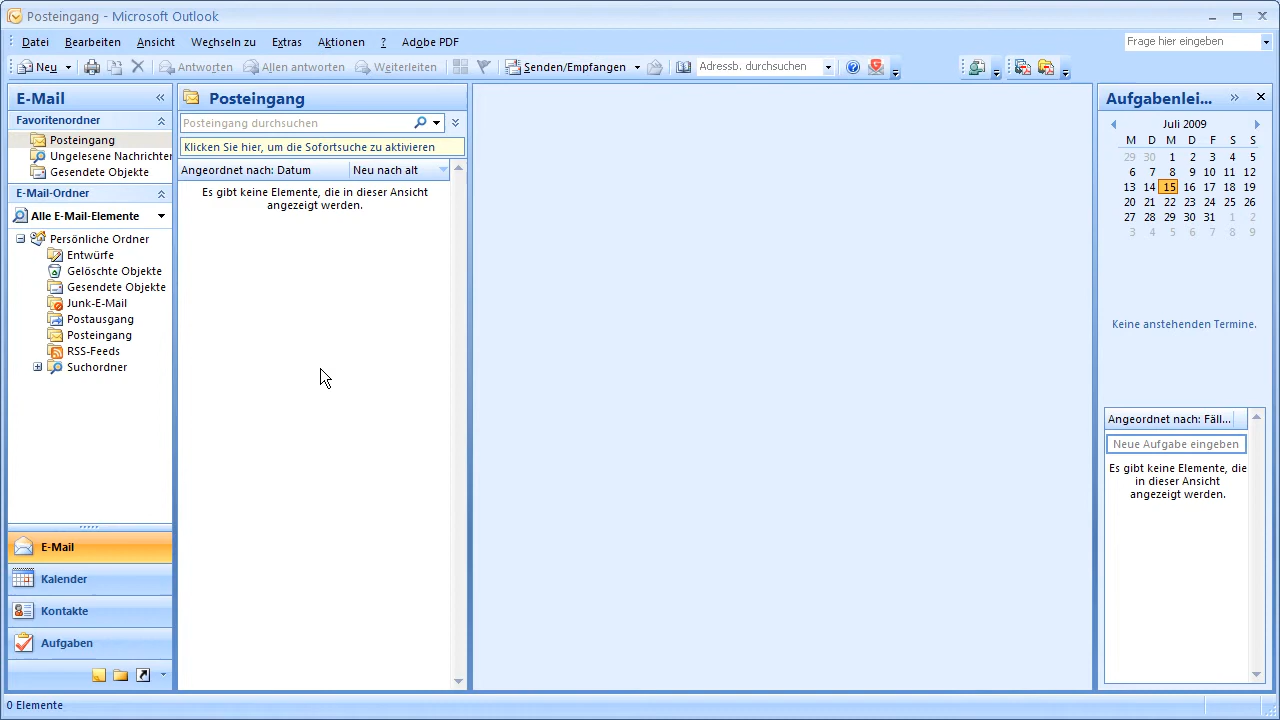 Posteingang - Microsoft Outlook
Datei Bearbeiten Ansicht Wechseln zu Extras Aktionen ? Adobe PDF
Frage hier eingeben
Neu Antworten Allen antworten Weiterleiten Senden/Empfangen Adressb. durchsuchen
E-Mail
Favoritenordner
Posteingang
Ungelesene Nachrichten
Gesendete Objekte
E-Mail-Ordner
Alle E-Mail-Elemente
Persönliche Ordner
Entwürfe
Gelöschte Objekte
Gesendete Objekte
Junk-E-Mail
Postausgang
Posteingang
RSS-Feeds
Suchordner
E-Mail
Kalender
Kontakte
Aufgaben
Posteingang
Posteingang durchsuchen
Klicken Sie hier, um die Sofortsuche zu aktivieren
Angeordnet nach: Datum Neu nach alt
Es gibt keine Elemente, die in dieser Ansicht
angezeigt werden.
Aufgabenlei...
Juli 2009
M D M D F S S
29 30 1 2 3 4 5
6 7 8 9 10 11 12
13 14 15 16 17 18 19
20 21 22 23 24 25 26
27 28 29 30 31 1 2
3 4 5 6 7 8 9
Keine anstehenden Termine.
Angeordnet nach: Fäll...
Neue Aufgabe eingeben
Es gibt keine Elemente, die
in dieser Ansicht
angezeigt werden.
0 Elemente